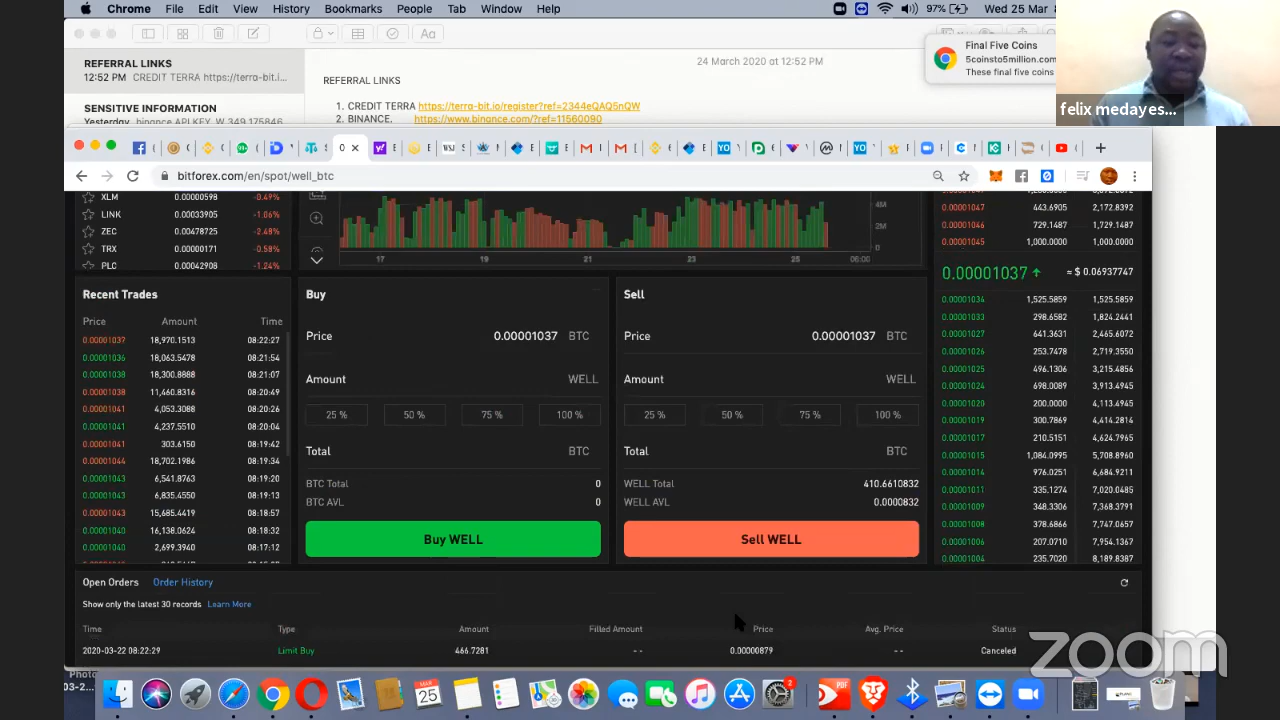 Chrome File Edit View History Bookmarks People Tab Window Help 97% Wed 25 Mar 8
REFERRAL LINKS
12:52 PM CREDIT TERRA https://terra-bit.i...
SENSITIVE INFORMATION
24 March 2020 at 12:52 PM
REFERRAL LINKS
1. CREDIT TERRA https://terra-bit.io/register?ref=2344eQAQ5nQW
2. BINANCE. https://www.binance.com/?ref=11560090
Final Five Coins
5coinsto5million.com
These final five coins
felix medayes...
bitforex.com/en/spot/well_btc
XLM 0.00000598 -0.49%
LINK 0.00033905 -1.06%
ZEC 0.00478725 -2.48%
TRX 0.00000171 -0.58%
PLC 0.00042908 -1.24%
4M
2M
0
17 19 21 23 25 06:00
0.00001047 443.6905 2,172.8392
0.00001046 729.1487 1,729.1487
0.00001045 1,000.0000 1,000.0000
0.00001037 ↑ ≈ $ 0.06937747
0.00001034 1,525.5859 1,525.5859
0.00001033 298.6582 1,824.2441
0.00001027 641.3631 2,465.6072
0.00001026 253.7478 2,719.3550
0.00001025 496.1306 3,215.4856
0.00001024 698.0089 3,913.4945
0.00001020 200.0000 4,113.4945
0.00001019 300.7869 4,414.2814
0.00001017 210.5151 4,624.7965
0.00001015 1,084.0995 5,708.8960
0.00001014 976.0251 6,684.9211
0.00001011 335.1274 7,020.0485
0.00001009 348.3306 7,368.3791
0.00001008 378.6866 7,747.0657
0.00001006 207.0710 7,954.1367
0.00001004 235.7020 8,189.8387
Recent Trades
Price Amount Time
0.00001037 18,970.1513 08:22:27
0.00001036 18,063.5478 08:21:54
0.00001038 18,300.8888 08:21:07
0.00001038 11,460.8316 08:20:49
0.00001041 4,053.3088 08:20:26
0.00001041 4,237.5510 08:20:04
0.00001041 303.6150 08:19:42
0.00001044 18,702.1986 08:19:34
0.00001043 6,541.8763 08:19:20
0.00001043 6,835.4550 08:19:13
0.00001043 15,685.4419 08:18:57
0.00001040 16,138.0624 08:18:32
0.00001040 2,699.3940 08:17:12
Buy
Price 0.00001037 BTC
Amount WELL
25 % 50 % 75 % 100 %
Total BTC
BTC Total 0
BTC AVL 0
Buy WELL
Sell
Price 0.00001037 BTC
Amount WELL
25 % 50 % 75 % 100 %
Total BTC
WELL Total 410.6610832
WELL AVL 0.0000832
Sell WELL
Open Orders Order History
Show only the latest 30 records Learn More
Time Type Amount Filled Amount Price Avg. Price Status
2020-03-22 08:22:29 Limit Buy 466.7281 - - 0.00000879 - - Canceled
zoom